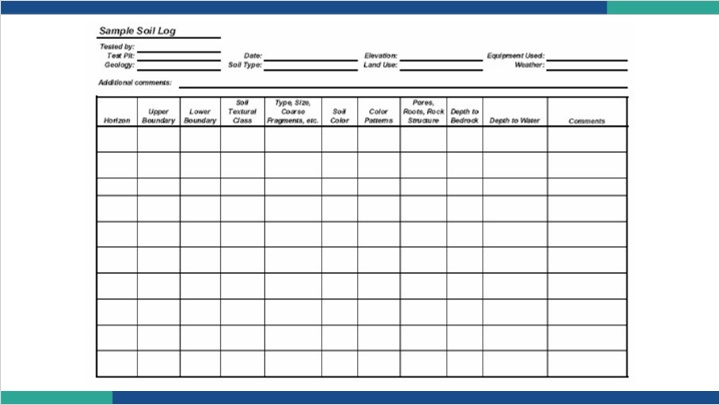 Sample Soil Log
Tested by:
Test Pit: Date: Elevation: Equipment Used:
Geology: Soil Type: Land Use: Weather:
Additional comments:
Horizon
Upper Boundary
Lower Boundary
Soil Textural Class
Type, Size, Coarse Fragments, etc.
Soil Color
Color Patterns
Pores, Roots, Rock Structure
Depth to Bedrock
Depth to Water
Comments